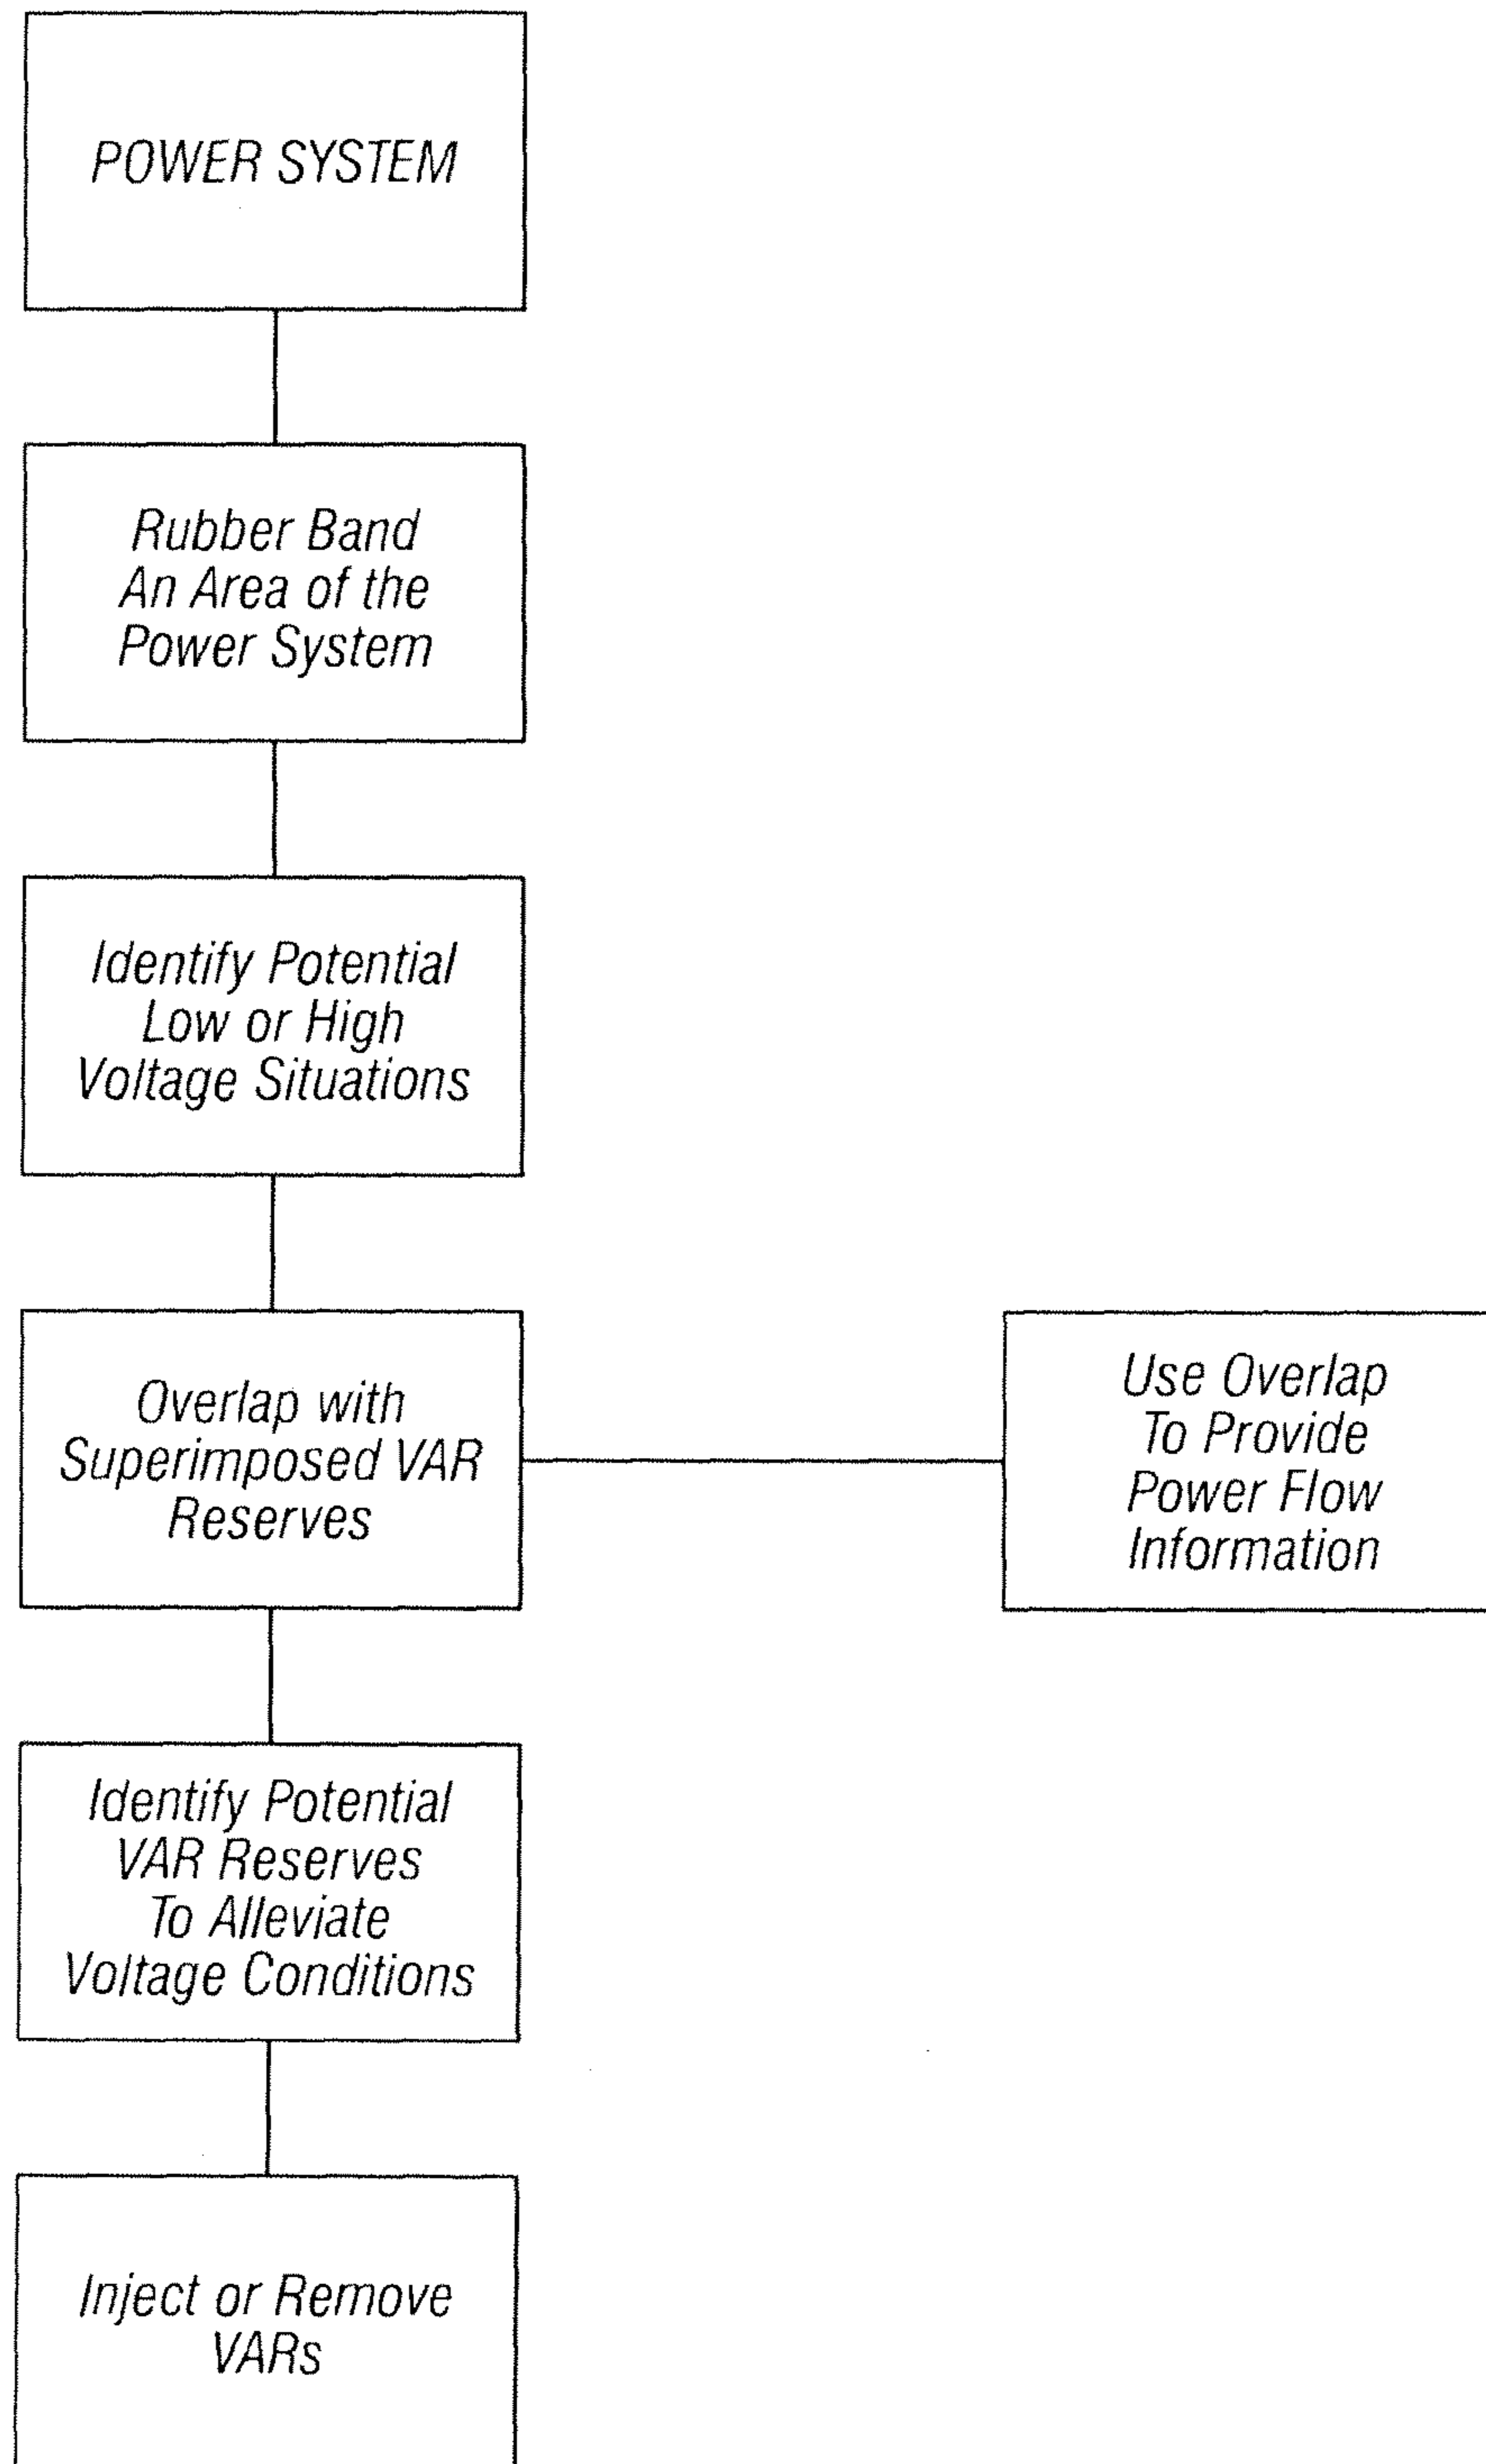 POWER SYSTEM
Rubber Band
An Area of the
Power System
Identify Potential
Low or High
Voltage Situations
Overlap with
Superimposed VAR
Reserves
Use Overlap
To Provide
Power Flow
Information
Identify Potential
VAR Reserves
To Alleviate
Voltage Conditions
Inject or Remove
VARs